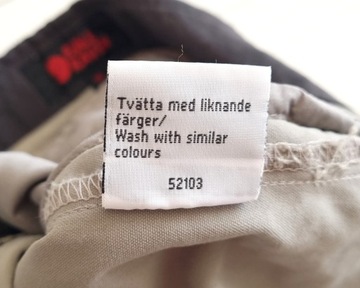 Tvätta med liknande
färger/
Wash with similar
colours
52103